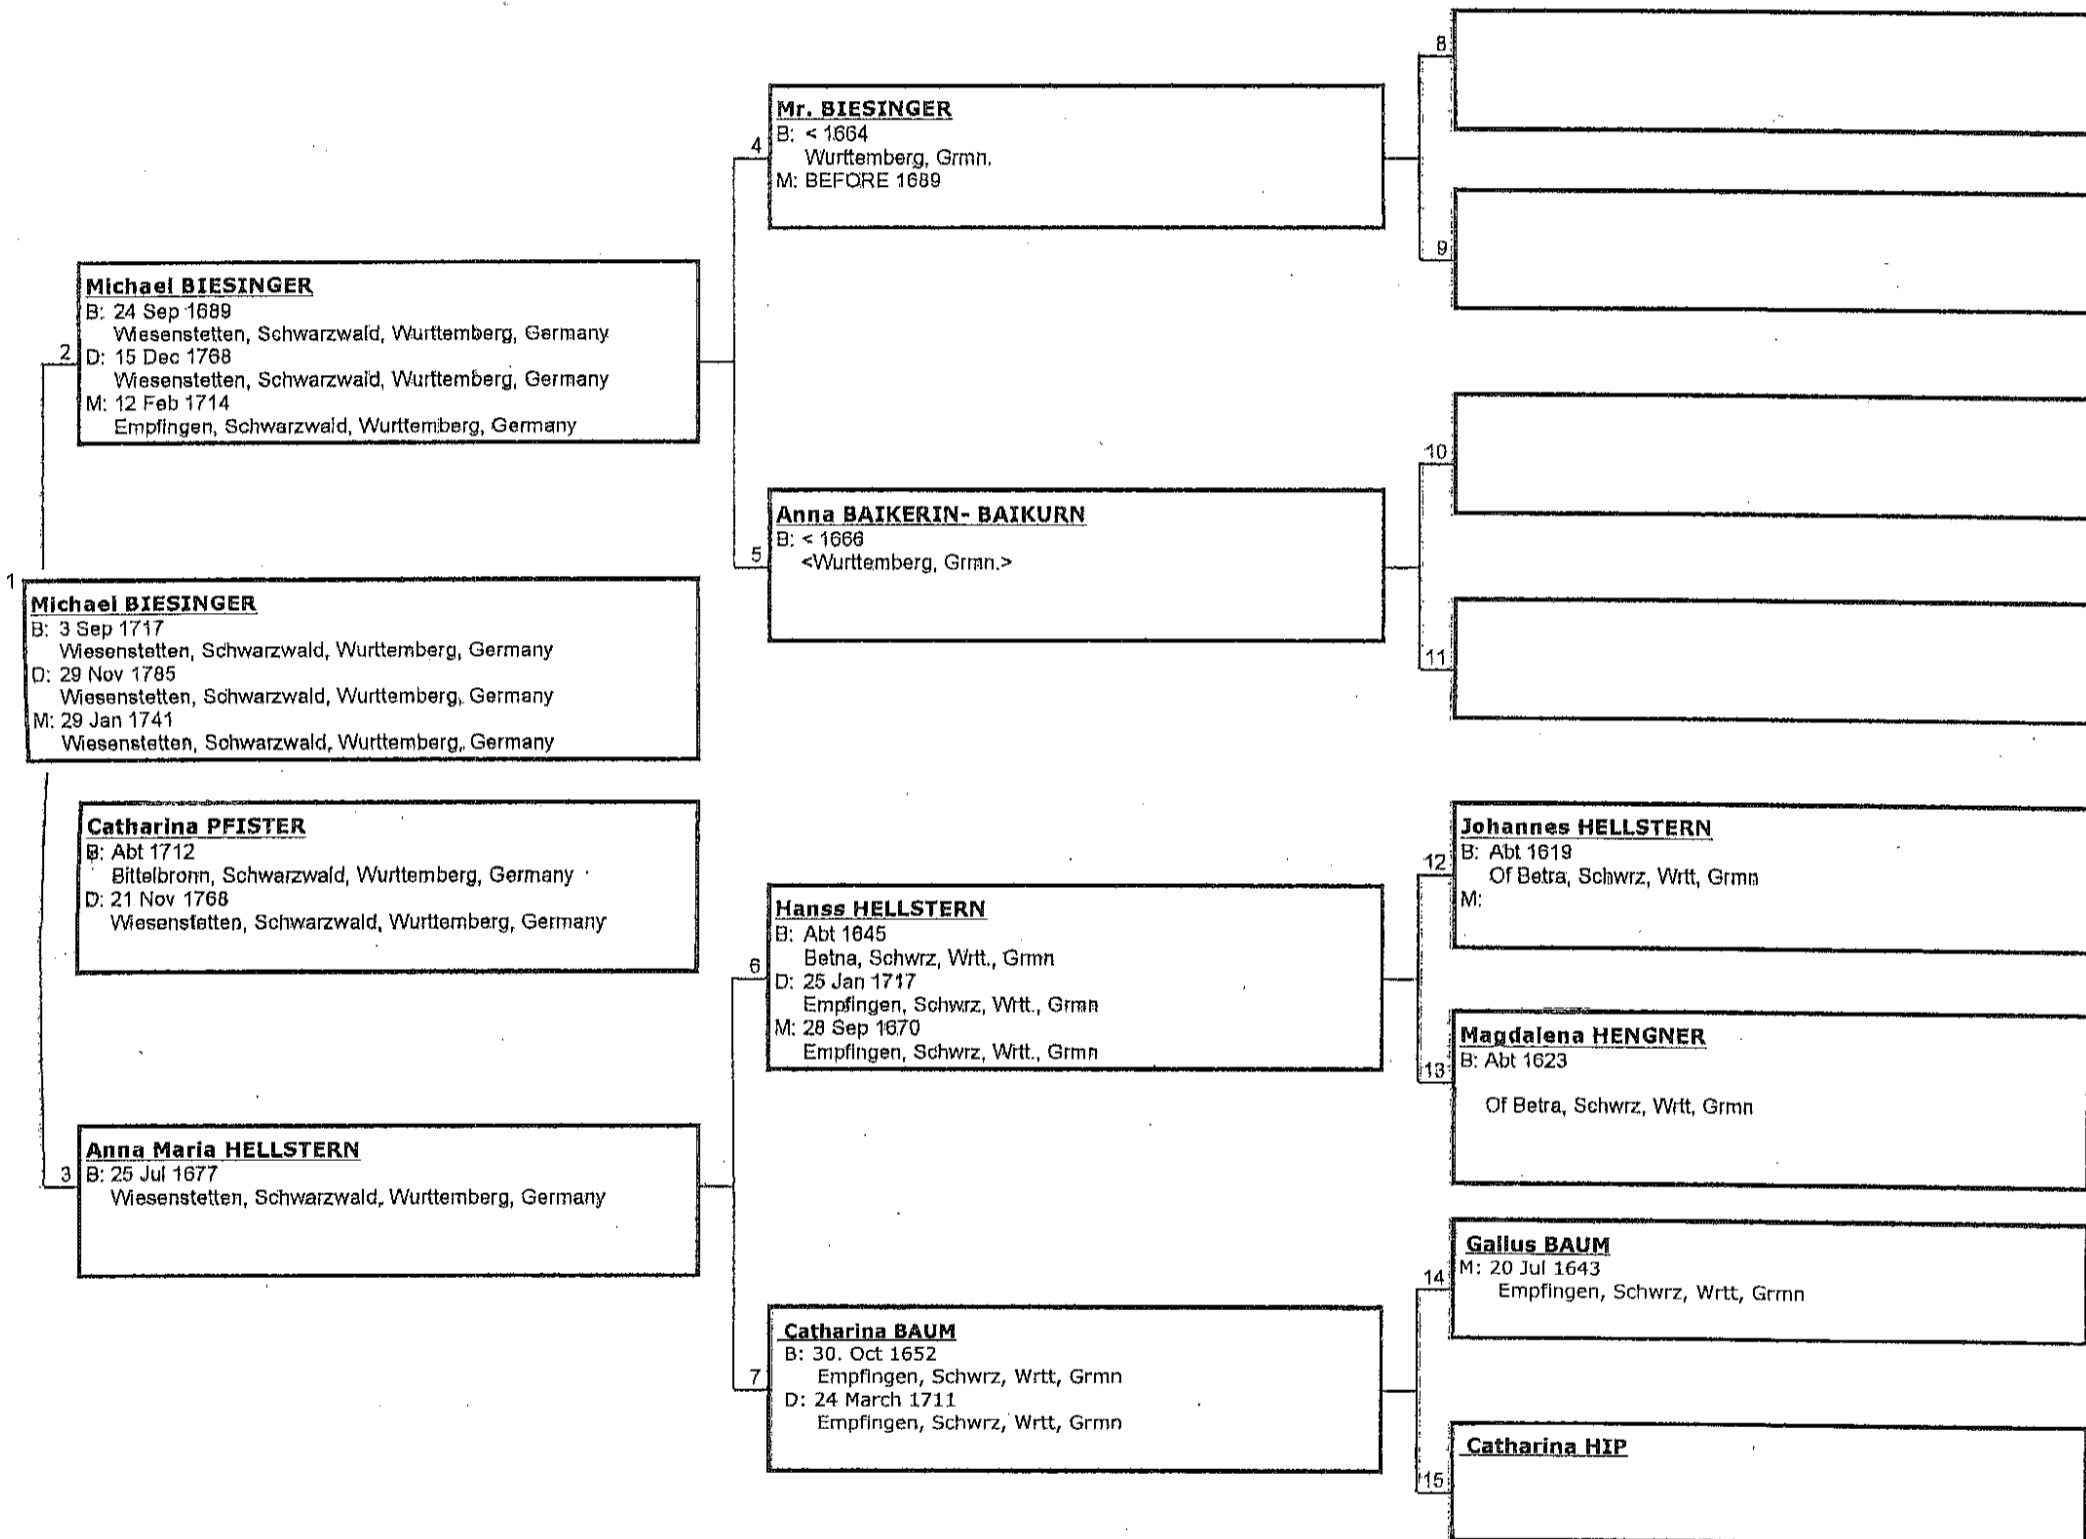 1
Michael BIESINGER
B: 3 Sep 1717
Wiesenstetten, Schwarzwald, Wurttemberg, Germany
D: 29 Nov 1785
Wiesenstetten, Schwarzwald, Wurttemberg, Germany
M: 29 Jan 1741
Wiesenstetten, Schwarzwald, Wurttemberg, Germany
2
Michael BIESINGER
B: 24 Sep 1689
Wiesenstetten, Schwarzwald, Wurttemberg, Germany
D: 15 Dec 1768
Wiesenstetten, Schwarzwald, Wurttemberg, Germany
M: 12 Feb 1714
Empfingen, Schwarzwald, Wurttemberg, Germany
Catharina PFISTER
B: Abt 1712
Bittelbronn, Schwarzwald, Wurttemberg, Germany
D: 21 Nov 1768
Wiesenstetten, Schwarzwald, Wurttemberg, Germany
3
Anna Maria HELLSTERN
B: 25 Jul 1677
Wiesenstetten, Schwarzwald, Wurttemberg, Germany
4
Mr. BIESINGER
B: < 1664
Wurttemberg, Grmn.
M: BEFORE 1689
5
Anna BAIKERIN- BAIKURN
B: < 1666
<Wurttemberg, Grmn.>
6
Hanss HELLSTERN
B: Abt 1645
Betna, Schwrz, Wrtt., Grmn
D: 25 Jan 1717
Empfingen, Schwrz, Wrtt., Grmn
M: 28 Sep 1670
Empfingen, Schwrz, Wrtt., Grmn
7
Catharina BAUM
B: 30. Oct 1652
Empfingen, Schwrz, Wrtt, Grmn
D: 24 March 1711
Empfingen, Schwrz, Wrtt, Grmn
8
9
10
11
12
Johannes HELLSTERN
B: Abt 1619
Of Betra, Schwrz, Wrtt, Grmn
M:
13
Magdalena HENGNER
B: Abt 1623
Of Betra, Schwrz, Wrtt, Grmn
14
Gallus BAUM
M: 20 Jul 1643
Empfingen, Schwrz, Wrtt, Grmn
15
Catharina HIP